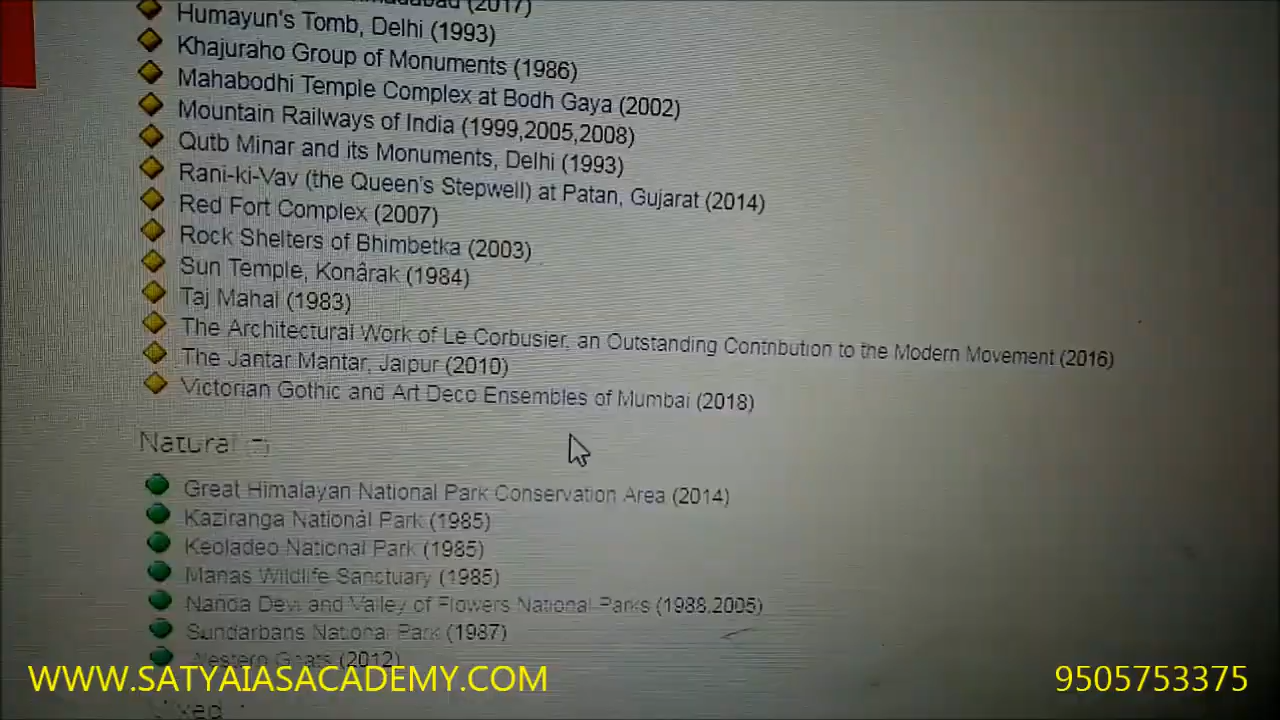 (2017)
Humayun's Tomb, Delhi (1993)
Khajuraho Group of Monuments (1986)
Mahabodhi Temple Complex at Bodh Gaya (2002)
Mountain Railways of India (1999,2005,2008)
Qutb Minar and its Monuments, Delhi (1993)
Rani-ki-Vav (the Queen's Stepwell) at Patan, Gujarat (2014)
Red Fort Complex (2007)
Rock Shelters of Bhimbetka (2003)
Sun Temple, Konârak (1984)
Taj Mahal (1983)
The Architectural Work of Le Corbusier, an Outstanding Contribution to the Modern Movement (2016)
The Jantar Mantar, Jaipur (2010)
Victorian Gothic and Art Deco Ensembles of Mumbai (2018)
Natural (7)
Great Himalayan National Park Conservation Area (2014)
Kaziranga National Park (1985)
Keoladeo National Park (1985)
Manas Wildlife Sanctuary (1985)
Nanda Devi and Valley of Flowers National Parks (1988,2005)
Sundarbans National Park (1987)
Western Ghats (2012)
WWW.SATYAIASACADEMY.COM
9505753375